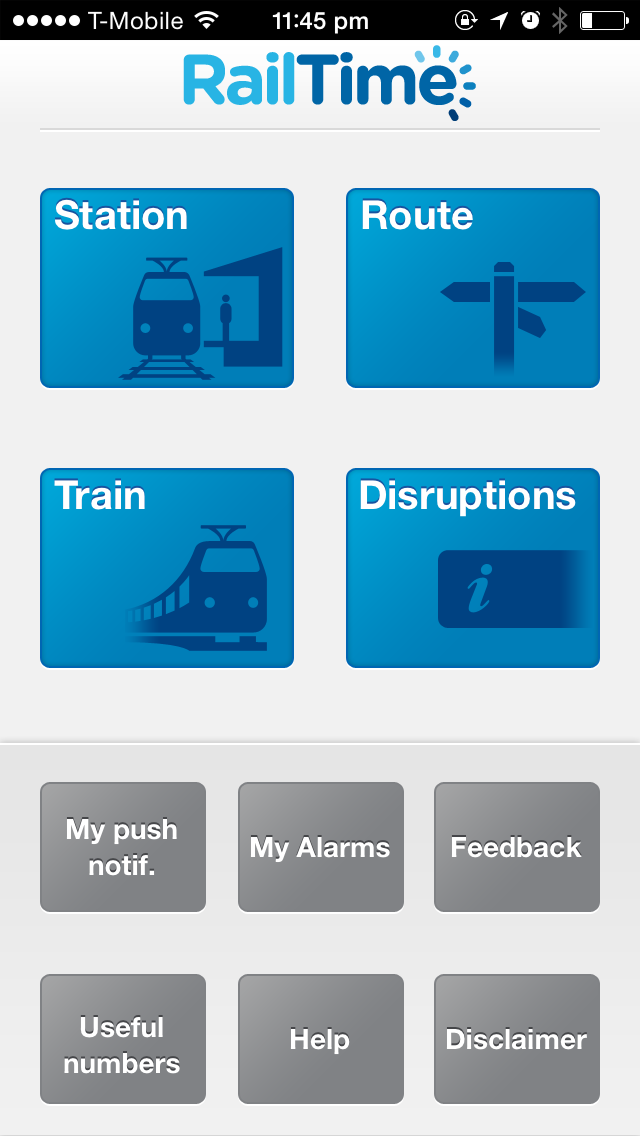 T-Mobile 11:45 pm
RailTime
Station
Route
Train
Disruptions
i
My push
notif.
My Alarms
Feedback
Useful
numbers
Help
Disclaimer